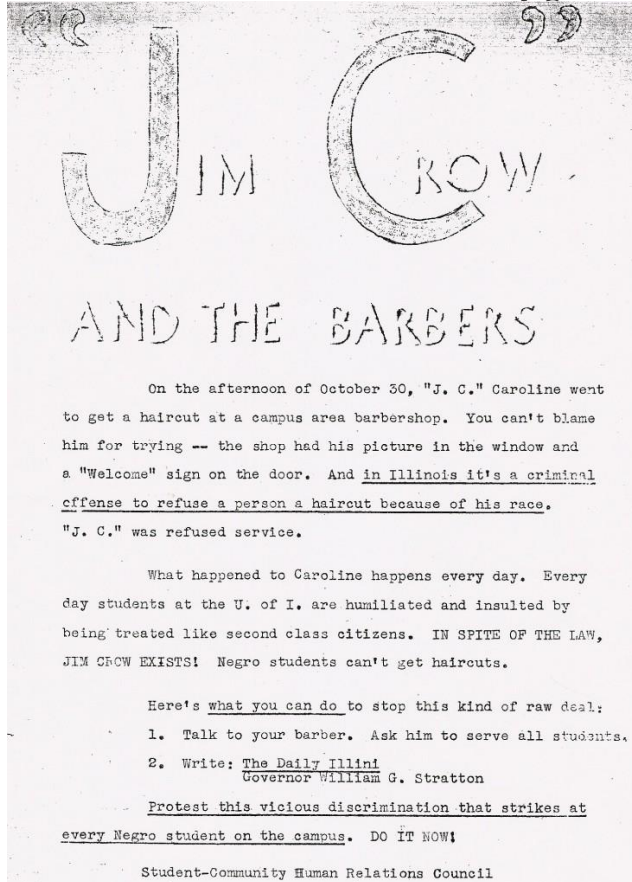 "JIM CROW"
AND THE BARBERS
On the afternoon of October 30, "J. C." Caroline went
to get a haircut at a campus area barbershop. You can't blame
him for trying -- the shop had his picture in the window and
a "Welcome" sign on the door. And in Illinois it's a criminal
offense to refuse a person a haircut because of his race.
"J. C." was refused service.
What happened to Caroline happens every day. Every
day students at the U. of I. are humiliated and insulted by
being treated like second class citizens. IN SPITE OF THE LAW,
JIM CROW EXISTS! Negro students can't get haircuts.
Here's what you can do to stop this kind of raw deal:
1. Talk to your barber. Ask him to serve all students.
2. Write: The Daily Illini
Governor William G. Stratton
Protest this vicious discrimination that strikes at
every Negro student on the campus. DO IT NOW!
Student-Community Human Relations Council